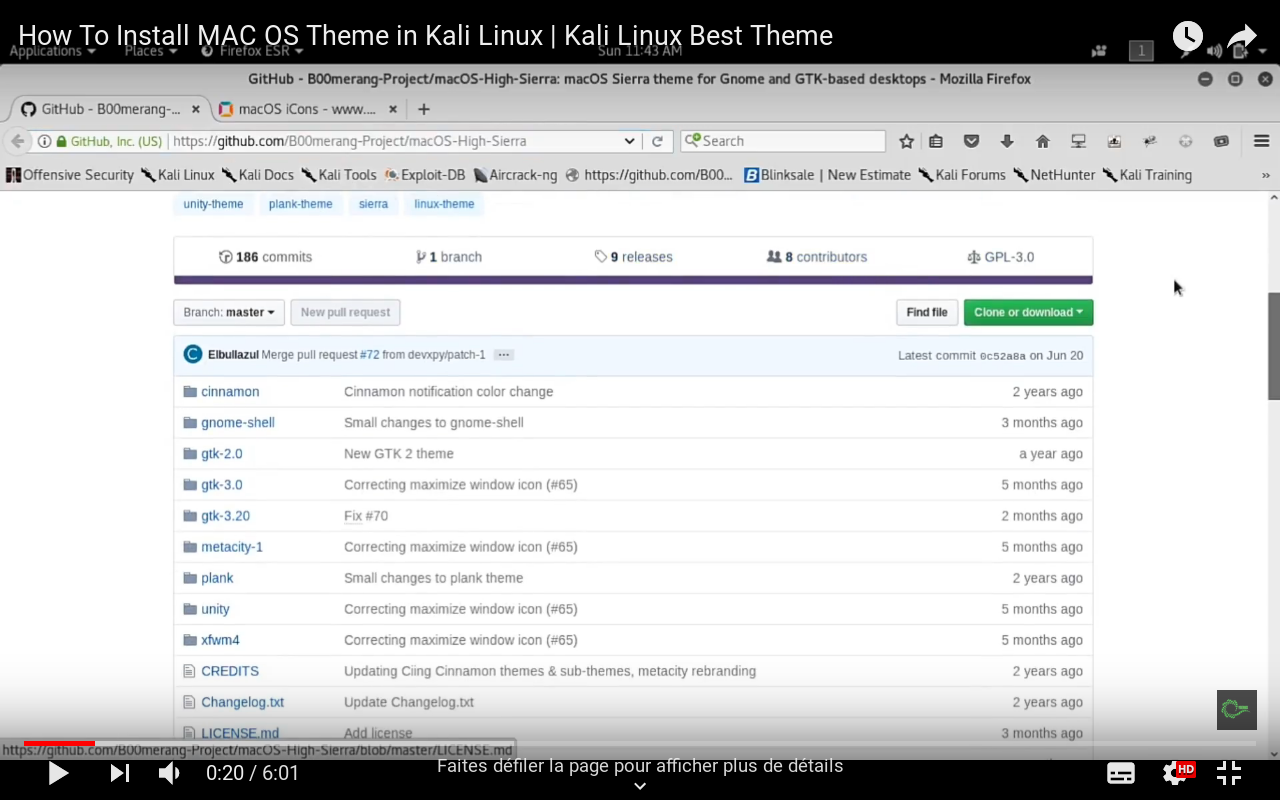 How To Install MAC OS Theme in Kali Linux | Kali Linux Best Theme
Applications Places Firefox ESR Sun 11:43 AM 1
GitHub - B00merang-Project/macOS-High-Sierra: macOS Sierra theme for Gnome and GTK-based desktops - Mozilla Firefox
GitHub - B00merang-... macOS iCons - www....
GitHub, Inc. (US) https://github.com/B00merang-Project/macOS-High-Sierra Search
Offensive Security Kali Linux Kali Docs Kali Tools Exploit-DB Aircrack-ng https://github.com/B00... Blinksale | New Estimate Kali Forums NetHunter Kali Training »
unity-theme plank-theme sierra linux-theme
186 commits 1 branch 9 releases 8 contributors GPL-3.0
Branch: master New pull request Find file Clone or download
Elbullazul Merge pull request #72 from devxpy/patch-1 ... Latest commit 0c52a8a on Jun 20
cinnamon Cinnamon notification color change 2 years ago
gnome-shell Small changes to gnome-shell 3 months ago
gtk-2.0 New GTK 2 theme a year ago
gtk-3.0 Correcting maximize window icon (#65) 5 months ago
gtk-3.20 Fix #70 2 months ago
metacity-1 Correcting maximize window icon (#65) 5 months ago
plank Small changes to plank theme 2 years ago
unity Correcting maximize window icon (#65) 5 months ago
xfwm4 Correcting maximize window icon (#65) 5 months ago
CREDITS Updating Ciing Cinnamon themes & sub-themes, metacity rebranding 2 years ago
Changelog.txt Update Changelog.txt 2 years ago
LICENSE.md Add license 3 months ago
https://github.com/B00merang-Project/macOS-High-Sierra/blob/master/LICENSE.md
0:20 / 6:01 Faites défiler la page pour afficher plus de détails HD